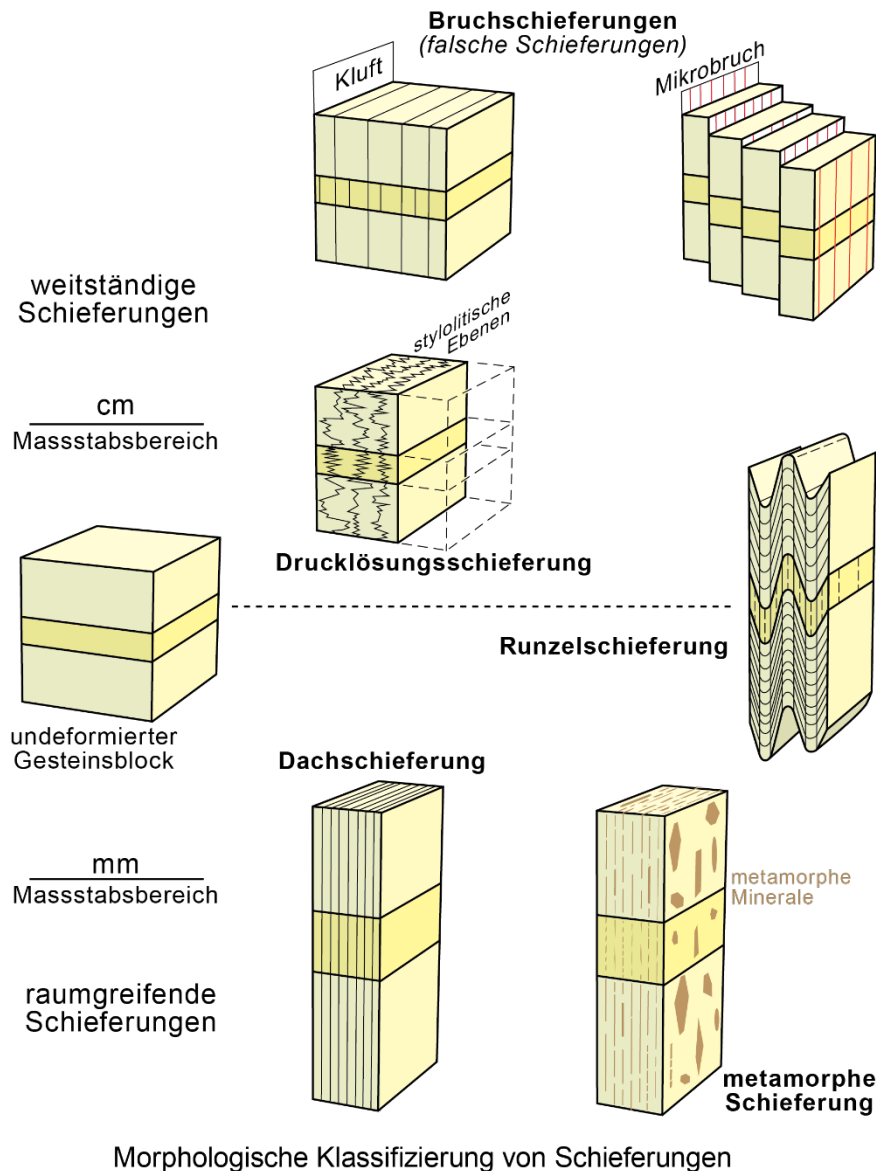 Bruchschieferungen
(falsche Schieferungen)
Kluft
Mikrobruch
weitständige
Schieferungen
stylolitische
Ebenen
cm
Massstabsbereich
Drucklösungsschieferung
Runzelschieferung
undeformierter
Gesteinsblock
Dachschieferung
mm
Massstabsbereich
metamorphe
Minerale
raumgreifende
Schieferungen
metamorphe
Schieferung
Morphologische Klassifizierung von Schieferungen